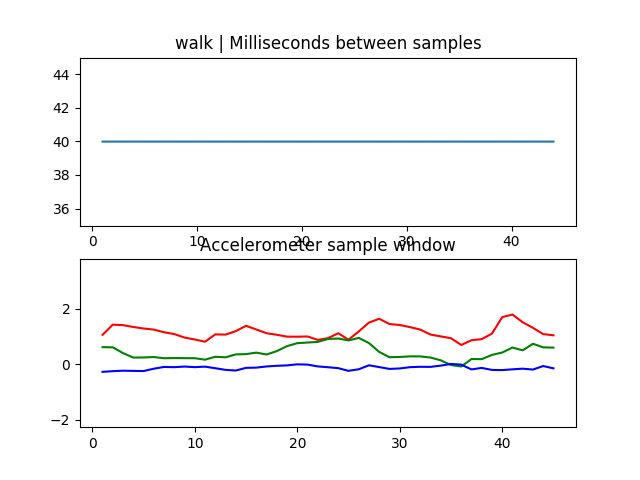 walk | Milliseconds between samples
44
42
40
38
36
0 10 20 30 40
Accelerometer sample window
2
0
−2
0 10 20 30 40